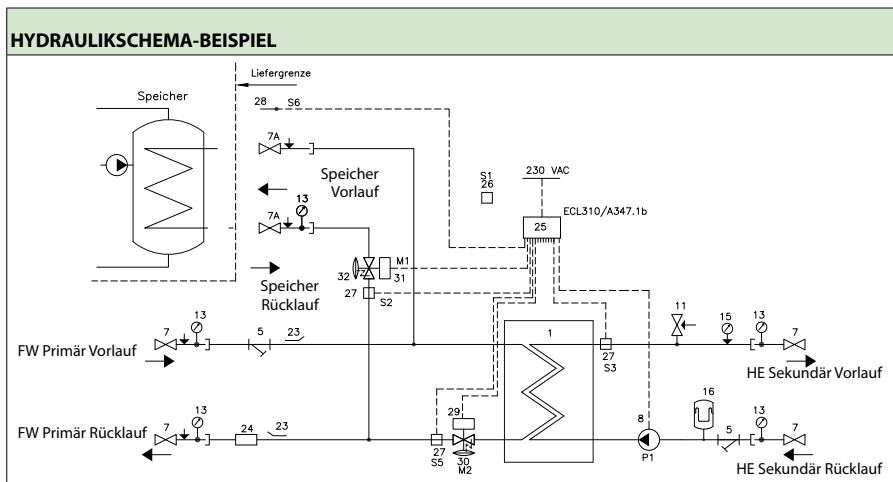 HYDRAULIKSCHEMA-BEISPIEL
Liefergrenze
Speicher
28 S6
7A
Speicher
Vorlauf
S1
26
230 VAC
ECL310/A347.1b
25
13
7A
M1
32
31
27 S2
Speicher
Rücklauf
7
13
5
23
1
27
S3
11
15
13
7
FW Primär Vorlauf
HE Sekundär Vorlauf
7
13
24
23
29
27
S5
30
M2
8
P1
16
5
13
7
FW Primär Rücklauf
HE Sekundär Rücklauf